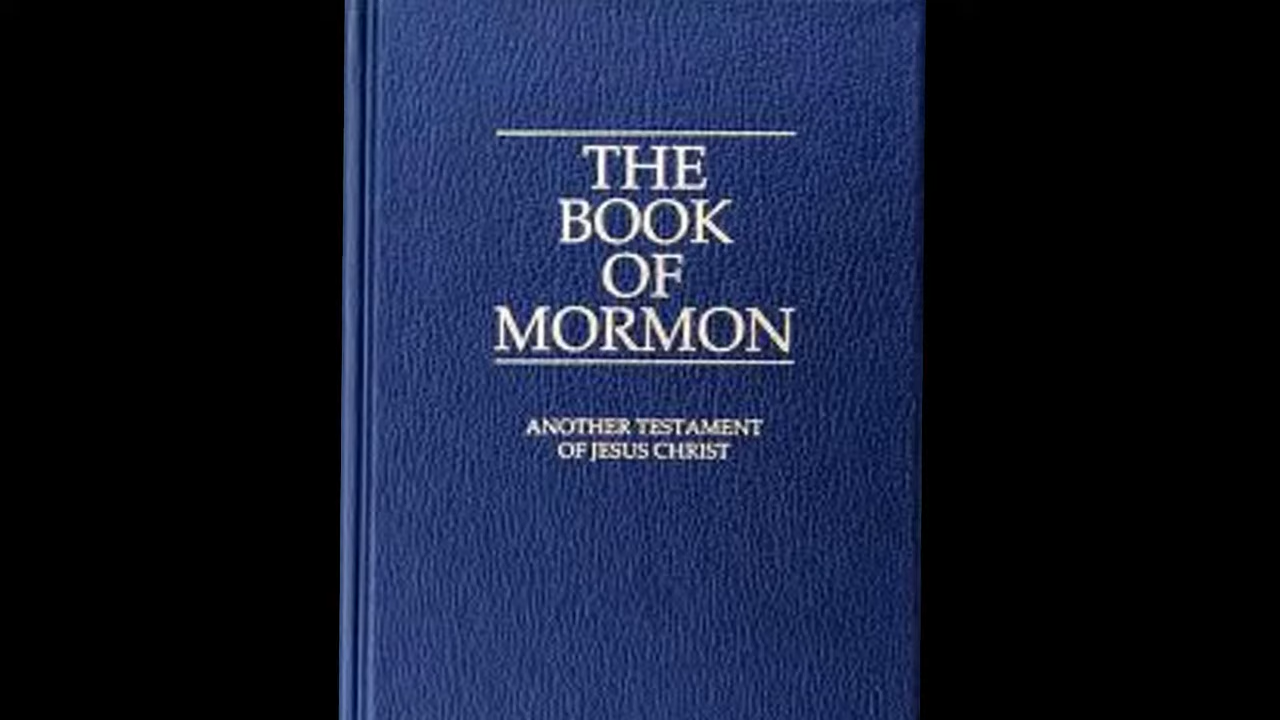 THE
BOOK
OF
MORMON
ANOTHER TESTAMENT
OF JESUS CHRIST